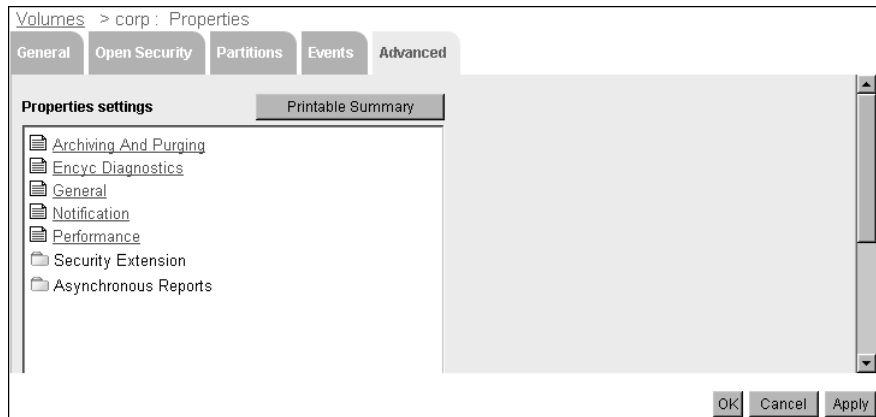 Volumes > corp : Properties
General Open Security Partitions Events Advanced
Properties settings Printable Summary
Archiving And Purging
Encyc Diagnostics
General
Notification
Performance
Security Extension
Asynchronous Reports
OK Cancel Apply